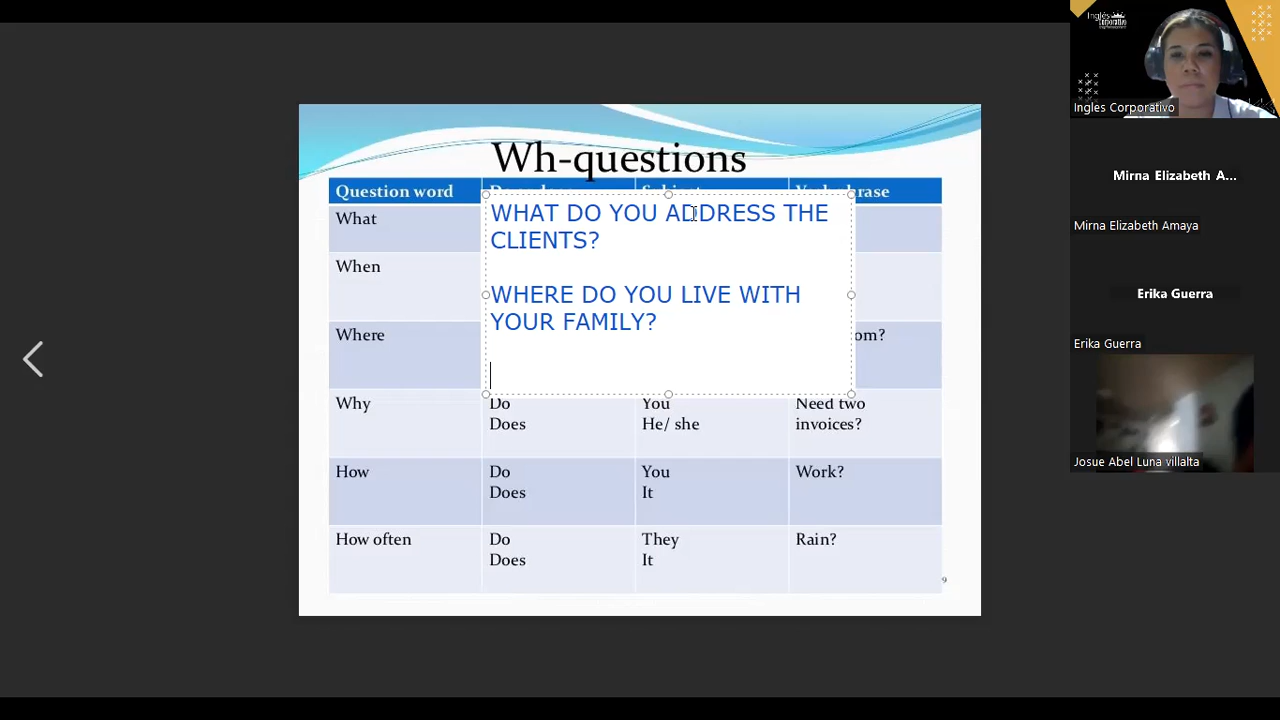 Wh-questions
Question word
What
When
Where
Why
How
How often
WHAT DO YOU ADDRESS THE
CLIENTS?
WHERE DO YOU LIVE WITH
YOUR FAMILY?
Do
Does
You
He/ she
Need two
invoices?
Do
Does
You
It
Work?
Do
Does
They
It
Rain?
9
Inglés
Corporativo
Ingles Corporativo
Mirna Elizabeth A...
Mirna Elizabeth Amaya
Erika Guerra
Erika Guerra
Josue Abel Luna villalta